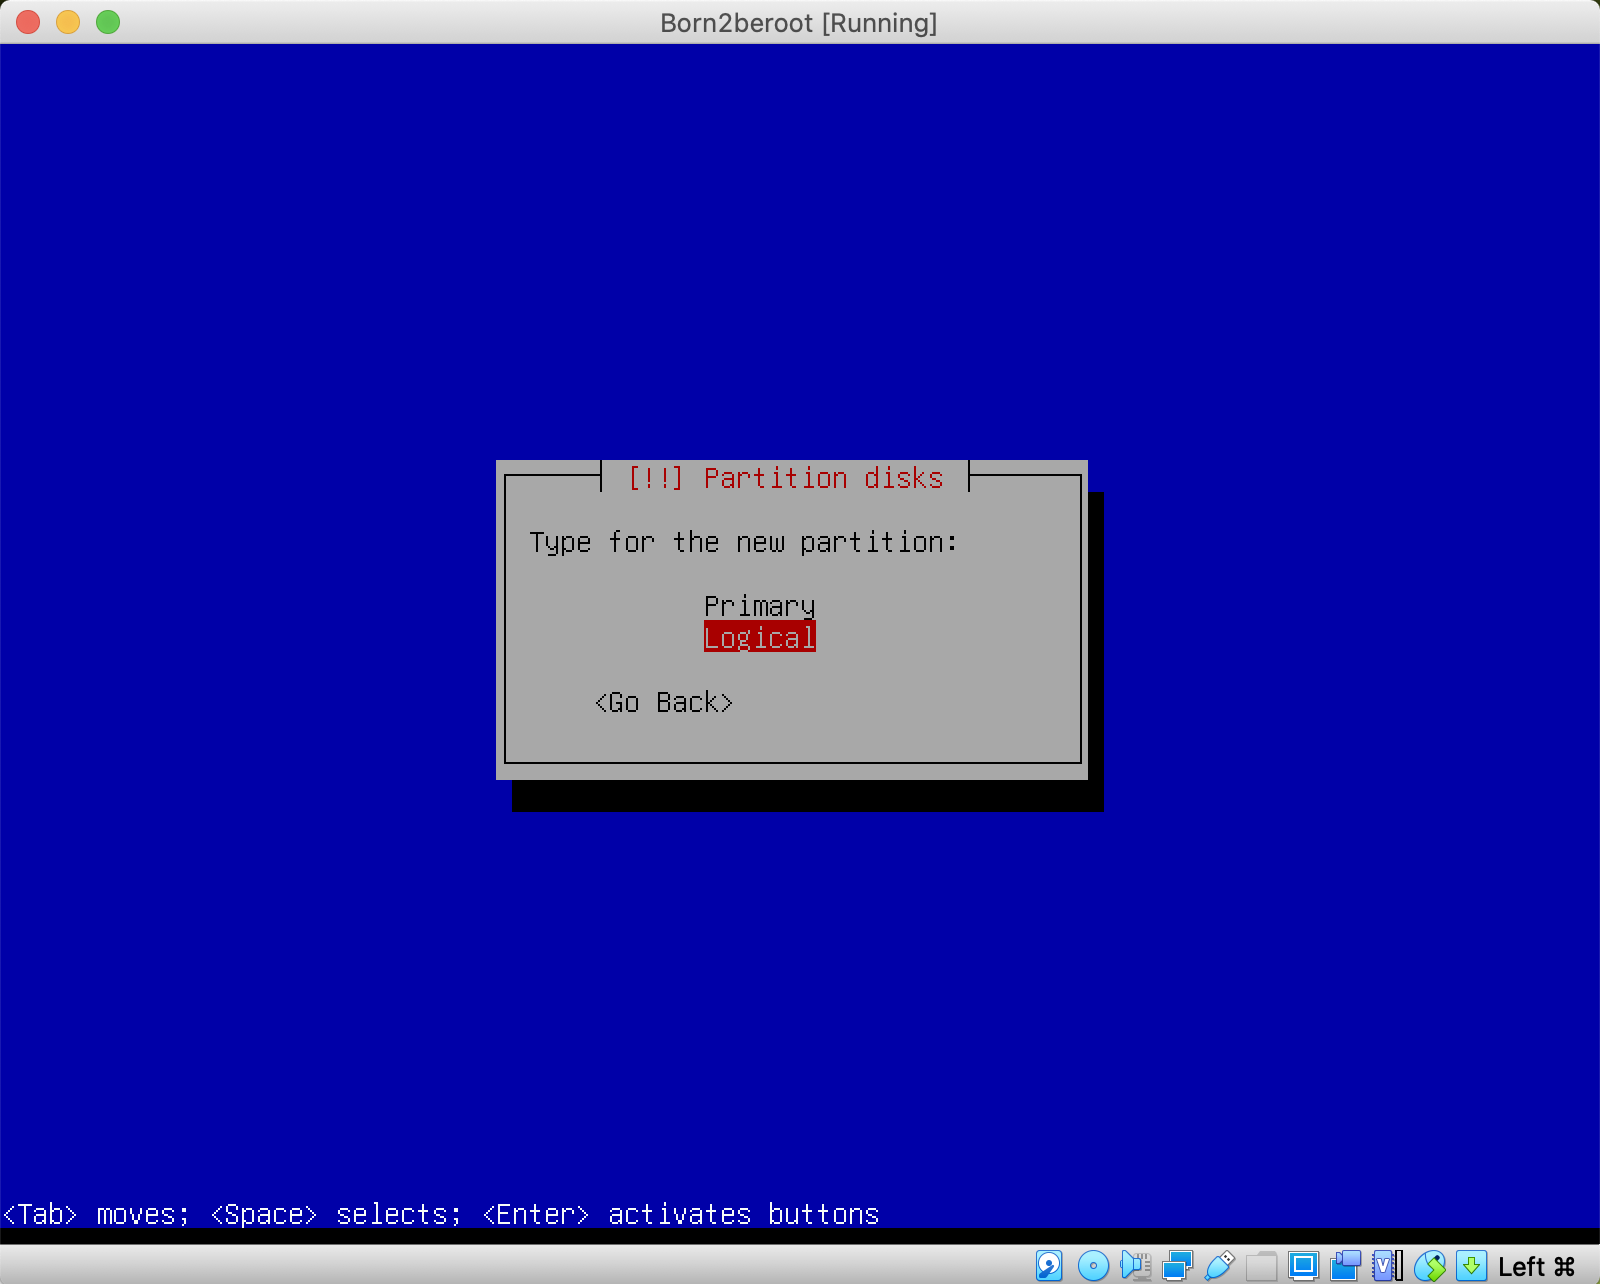 Born2beroot [Running]
[!!] Partition disks
Type for the new partition:
Primary
Logical
<Go Back>
<Tab> moves; <Space> selects; <Enter> activates buttons
Left ⌘